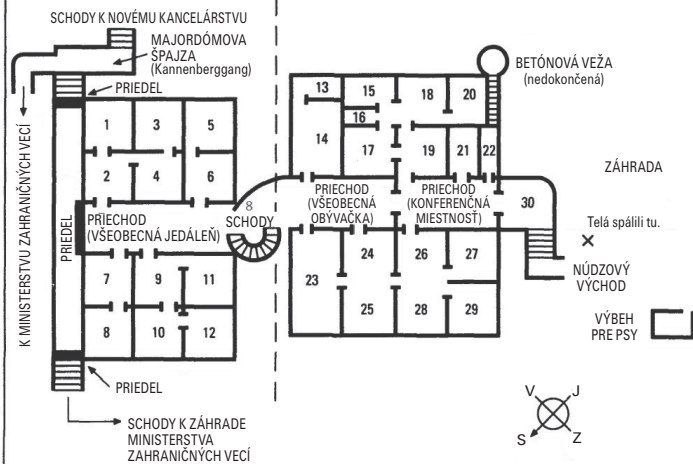 SCHODY K NOVÉMU KANCELÁRSTVU
MAJORDÓMOVA
ŠPAJZA
(Kannenberggang)
PRIEDEL
K MINISTERSTVU ZAHRANIČNÝCH VECÍ
PRIEDEL
1
3
5
2
4
6
PRIECHOD
(VŠEOBECNÁ JEDÁLEŇ)
7
9
11
8
10
12
PRIEDEL
SCHODY K ZÁHRADE
MINISTERSTVA
ZAHRANIČNÝCH VECÍ
8
SCHODY
13
15
18
20
16
14
17
19
21
22
PRIECHOD
(VŠEOBECNÁ
OBÝVAČKA)
PRIECHOD
(KONFERENČNÁ
MIESTNOSŤ)
30
23
24
26
27
25
28
29
BETÓNOVÁ VEŽA
(nedokončená)
ZÁHRADA
Telá spálili tu.
NÚDZOVÝ
VÝCHOD
VÝBEH
PRE PSY
V
J
S
Z